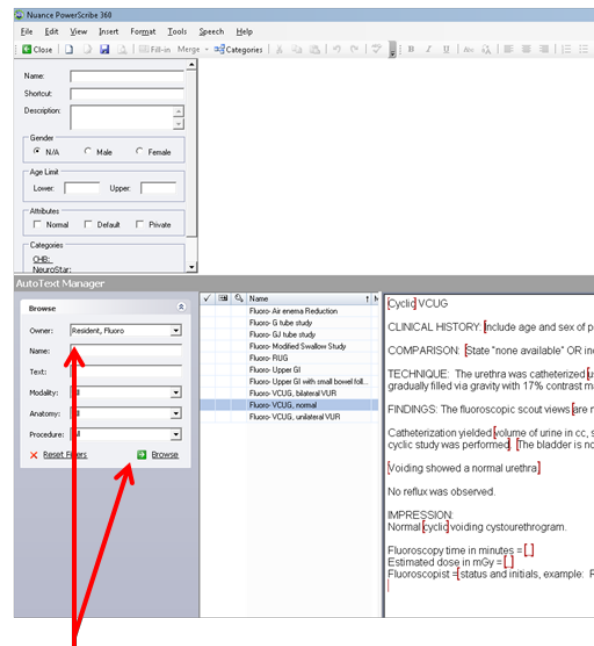 Nuance PowerScribe 360
File Edit View Insert Format Tools Speech Help
Close Fill-in Merge Categories B I U
Name:
Shortcut:
Description:
Gender
N/A Male Female
Age Limit
Lower: Upper:
Attributes
Normal Default Private
Categories
CHB:
NeuroStar:
AutoText Manager
Browse
Owner: Resident, Fluoro
Name:
Text:
Modality: All
Anatomy: All
Procedure: All
Reset Filters Browse
Name
Fluoro- Air enema Reduction
Fluoro- G tube study
Fluoro- GJ tube study
Fluoro- Modified Swallow Study
Fluoro- RUG
Fluoro- Upper GI
Fluoro- Upper GI with small bowel foll...
Fluoro- VCUG, bilateral VUR
Fluoro- VCUG, normal
Fluoro- VCUG, unilateral VUR
[Cyclic] VCUG
CLINICAL HISTORY: [Include age and sex of p
COMPARISON: [State "none available" OR in
TECHNIQUE: The urethra was catheterized [u
gradually filled via gravity with 17% contrast m
FINDINGS: The fluoroscopic scout views [are n
Catheterization yielded [volume of urine in cc, s
cyclic study was performed] [The bladder is no
[Voiding showed a normal urethra]
No reflux was observed.
IMPRESSION:
Normal [cyclic] voiding cystourethrogram.
Fluoroscopy time in minutes = [ ]
Estimated dose in mGy = [ ]
Fluoroscopist = [status and initials, example: